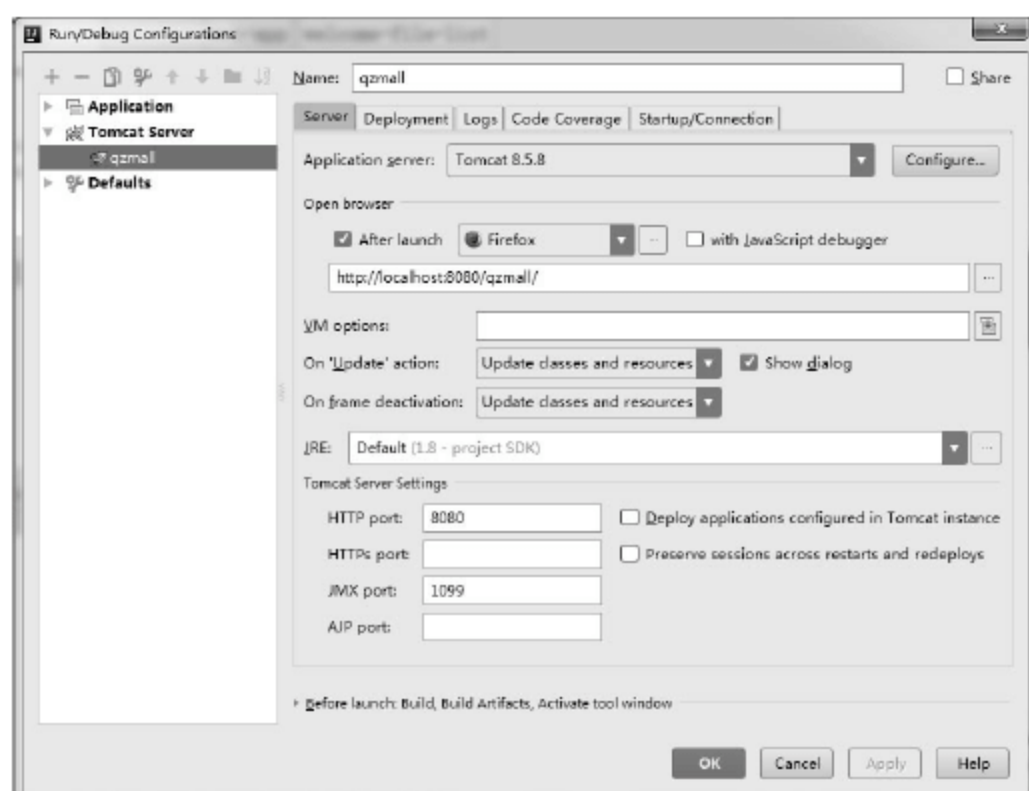 Run/Debug Configurations
Name: qzmall Share
Application
Tomcat Server
qzmall
Defaults
Server Deployment Logs Code Coverage Startup/Connection
Application server: Tomcat 8.5.8 Configure...
Open browser
After launch Firefox ... with JavaScript debugger
http://localhost:8080/qzmall/ ...
VM options:
On 'Update' action: Update classes and resources Show dialog
On frame deactivation: Update classes and resources
JRE: Default (1.8 - project SDK) ...
Tomcat Server Settings
HTTP port: 8080 Deploy applications configured in Tomcat instance
HTTPs port: Preserve sessions across restarts and redeploys
JMX port: 1099
AJP port:
Before launch: Build, Build Artifacts, Activate tool window
OK Cancel Apply Help